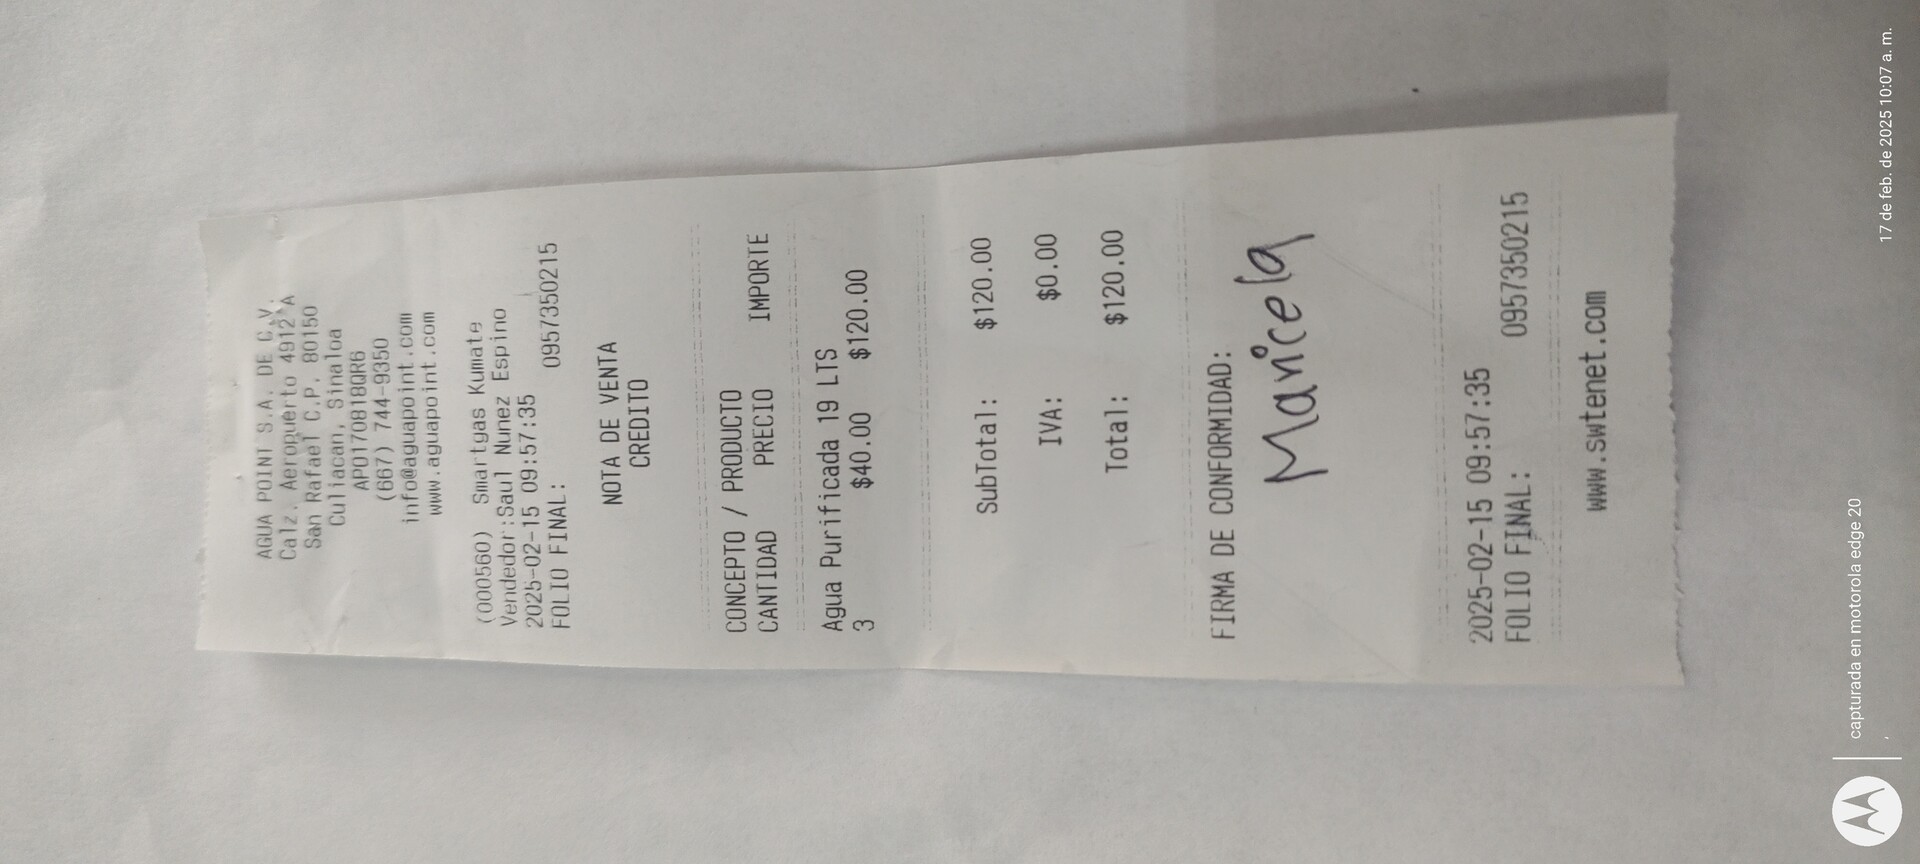 AGUA POINT S.A. DE C.V.
Calz. Aeropuerto 4912 A
San Rafael C.P. 80150
Culiacan, Sinaloa
APO170818QR6
(667) 744-9350
info@aguapoint.com
www.aguapoint.com
(000560) Smartgas Kumate
Vendedor:Saul Nunez Espino
2025-02-15 09:57:35
FOLIO FINAL: 0957350215
NOTA DE VENTA
CREDITO
CONCEPTO / PRODUCTO
CANTIDAD PRECIO IMPORTE
Agua Purificada 19 LTS
3 $40.00 $120.00
SubTotal: $120.00
IVA: $0.00
Total: $120.00
FIRMA DE CONFORMIDAD:
Maricela
2025-02-15 09:57:35
FOLIO FINAL: 0957350215
www.swtenet.com
capturada en motorola edge 20
17 de feb. de 2025 10:07 a. m.